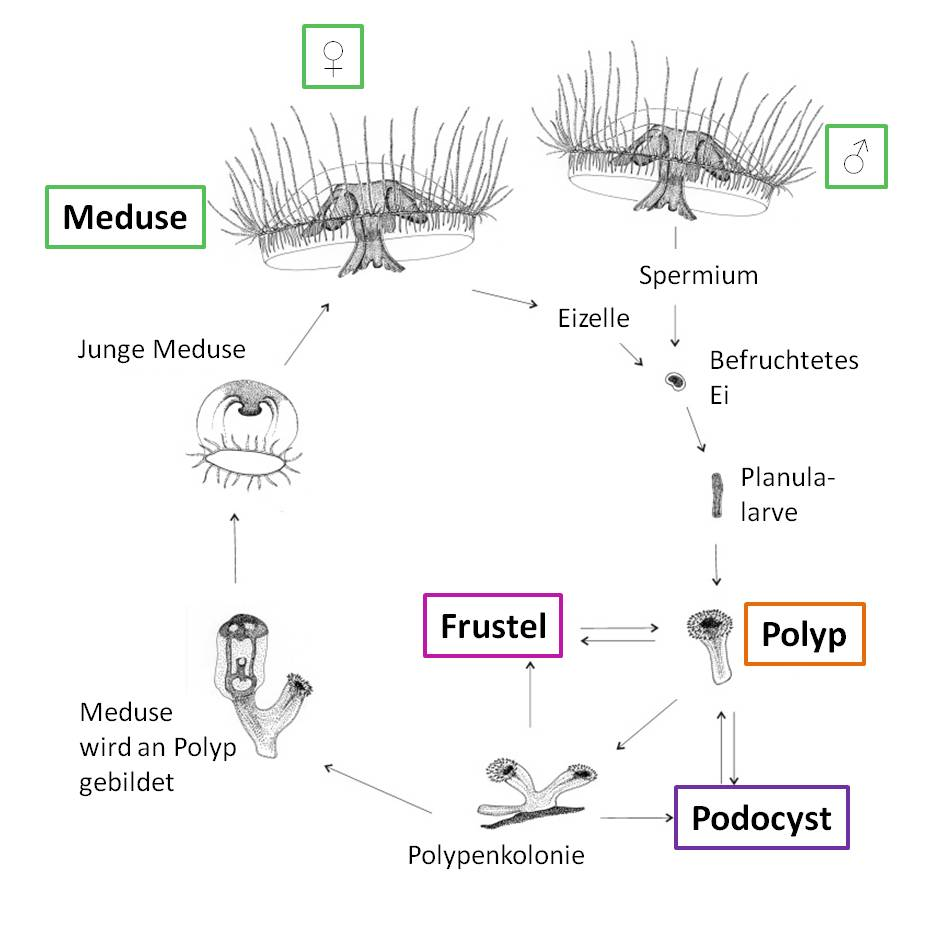 ♀
♂
Meduse
Spermium
Eizelle
Junge Meduse
Befruchtetes
Ei
Planula-
larve
Frustel
Polyp
Meduse
wird an Polyp
gebildet
Podocyst
Polypenkolonie